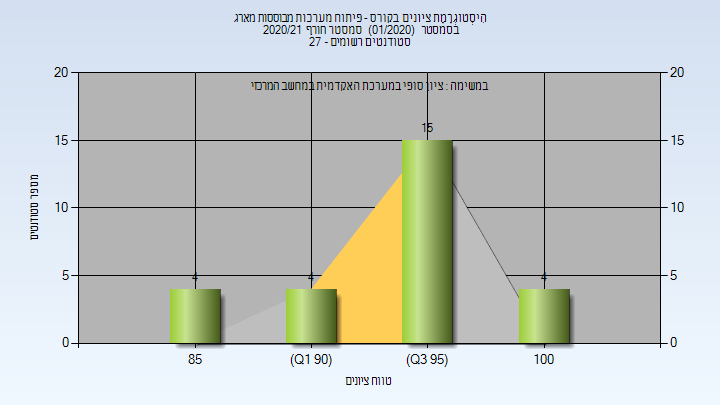 היסטוגרמת ציונים בקורס - פיתוח מערכות מבוססות מארג
בסמסטר (01/2020) סמסטר חורף 2020/21
סטודנטים רשומים - 27
במשימה : ציון סופי במערכת האקדמית במחשב המרכזי
20 20
15 15
10 10
5 5
0 0
15
4 4 4
מספר סטודנטים
85 (Q1 90) (Q3 95) 100
טווח ציונים